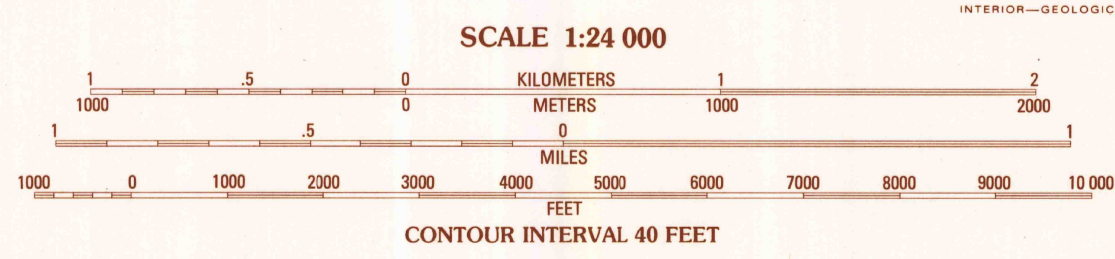 INTERIOR—GEOLOGIC
SCALE 1:24 000
1 .5 0 KILOMETERS 1 2
1000 0 METERS 1000 2000
1 .5 0 1
MILES
1000 0 1000 2000 3000 4000 5000 6000 7000 8000 9000 10 000
FEET
CONTOUR INTERVAL 40 FEET